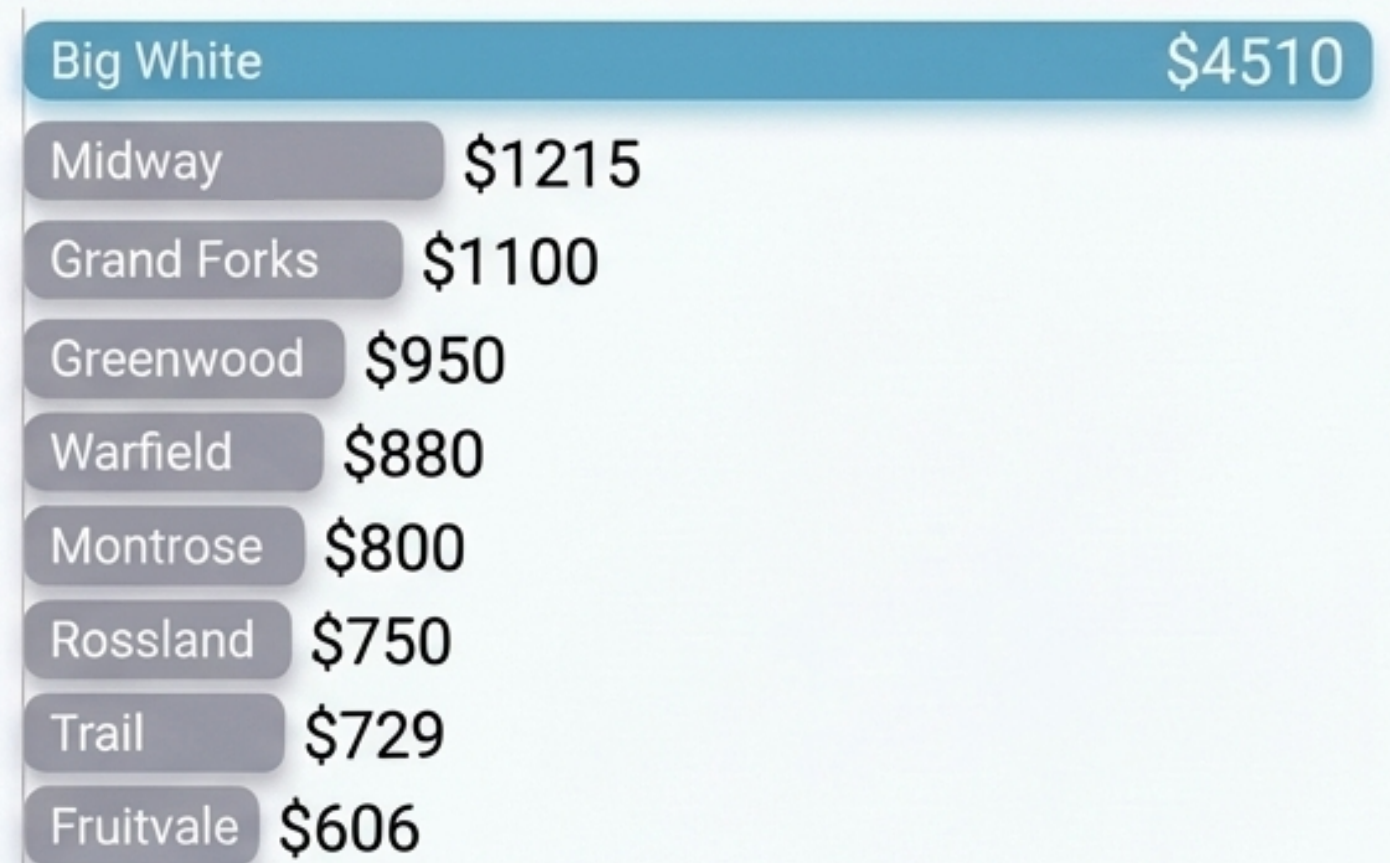 Big White $4510
Midway $1215
Grand Forks $1100
Greenwood $950
Warfield $880
Montrose $800
Rossland $750
Trail $729
Fruitvale $606